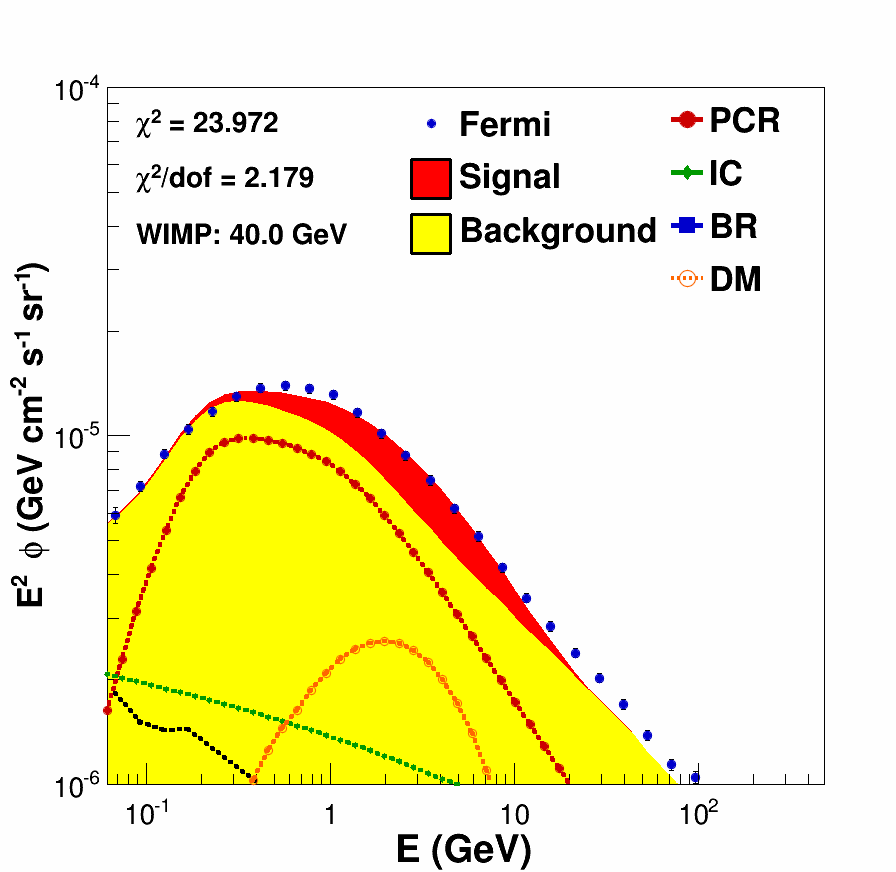 χ² = 23.972
χ²/dof = 2.179
WIMP: 40.0 GeV
Fermi
Signal
Background
PCR
IC
BR
DM
E² ϕ (GeV cm⁻² s⁻¹ sr⁻¹)
10⁻⁴
10⁻⁵
10⁻⁶
10⁻¹ 1 10 10²
E (GeV)